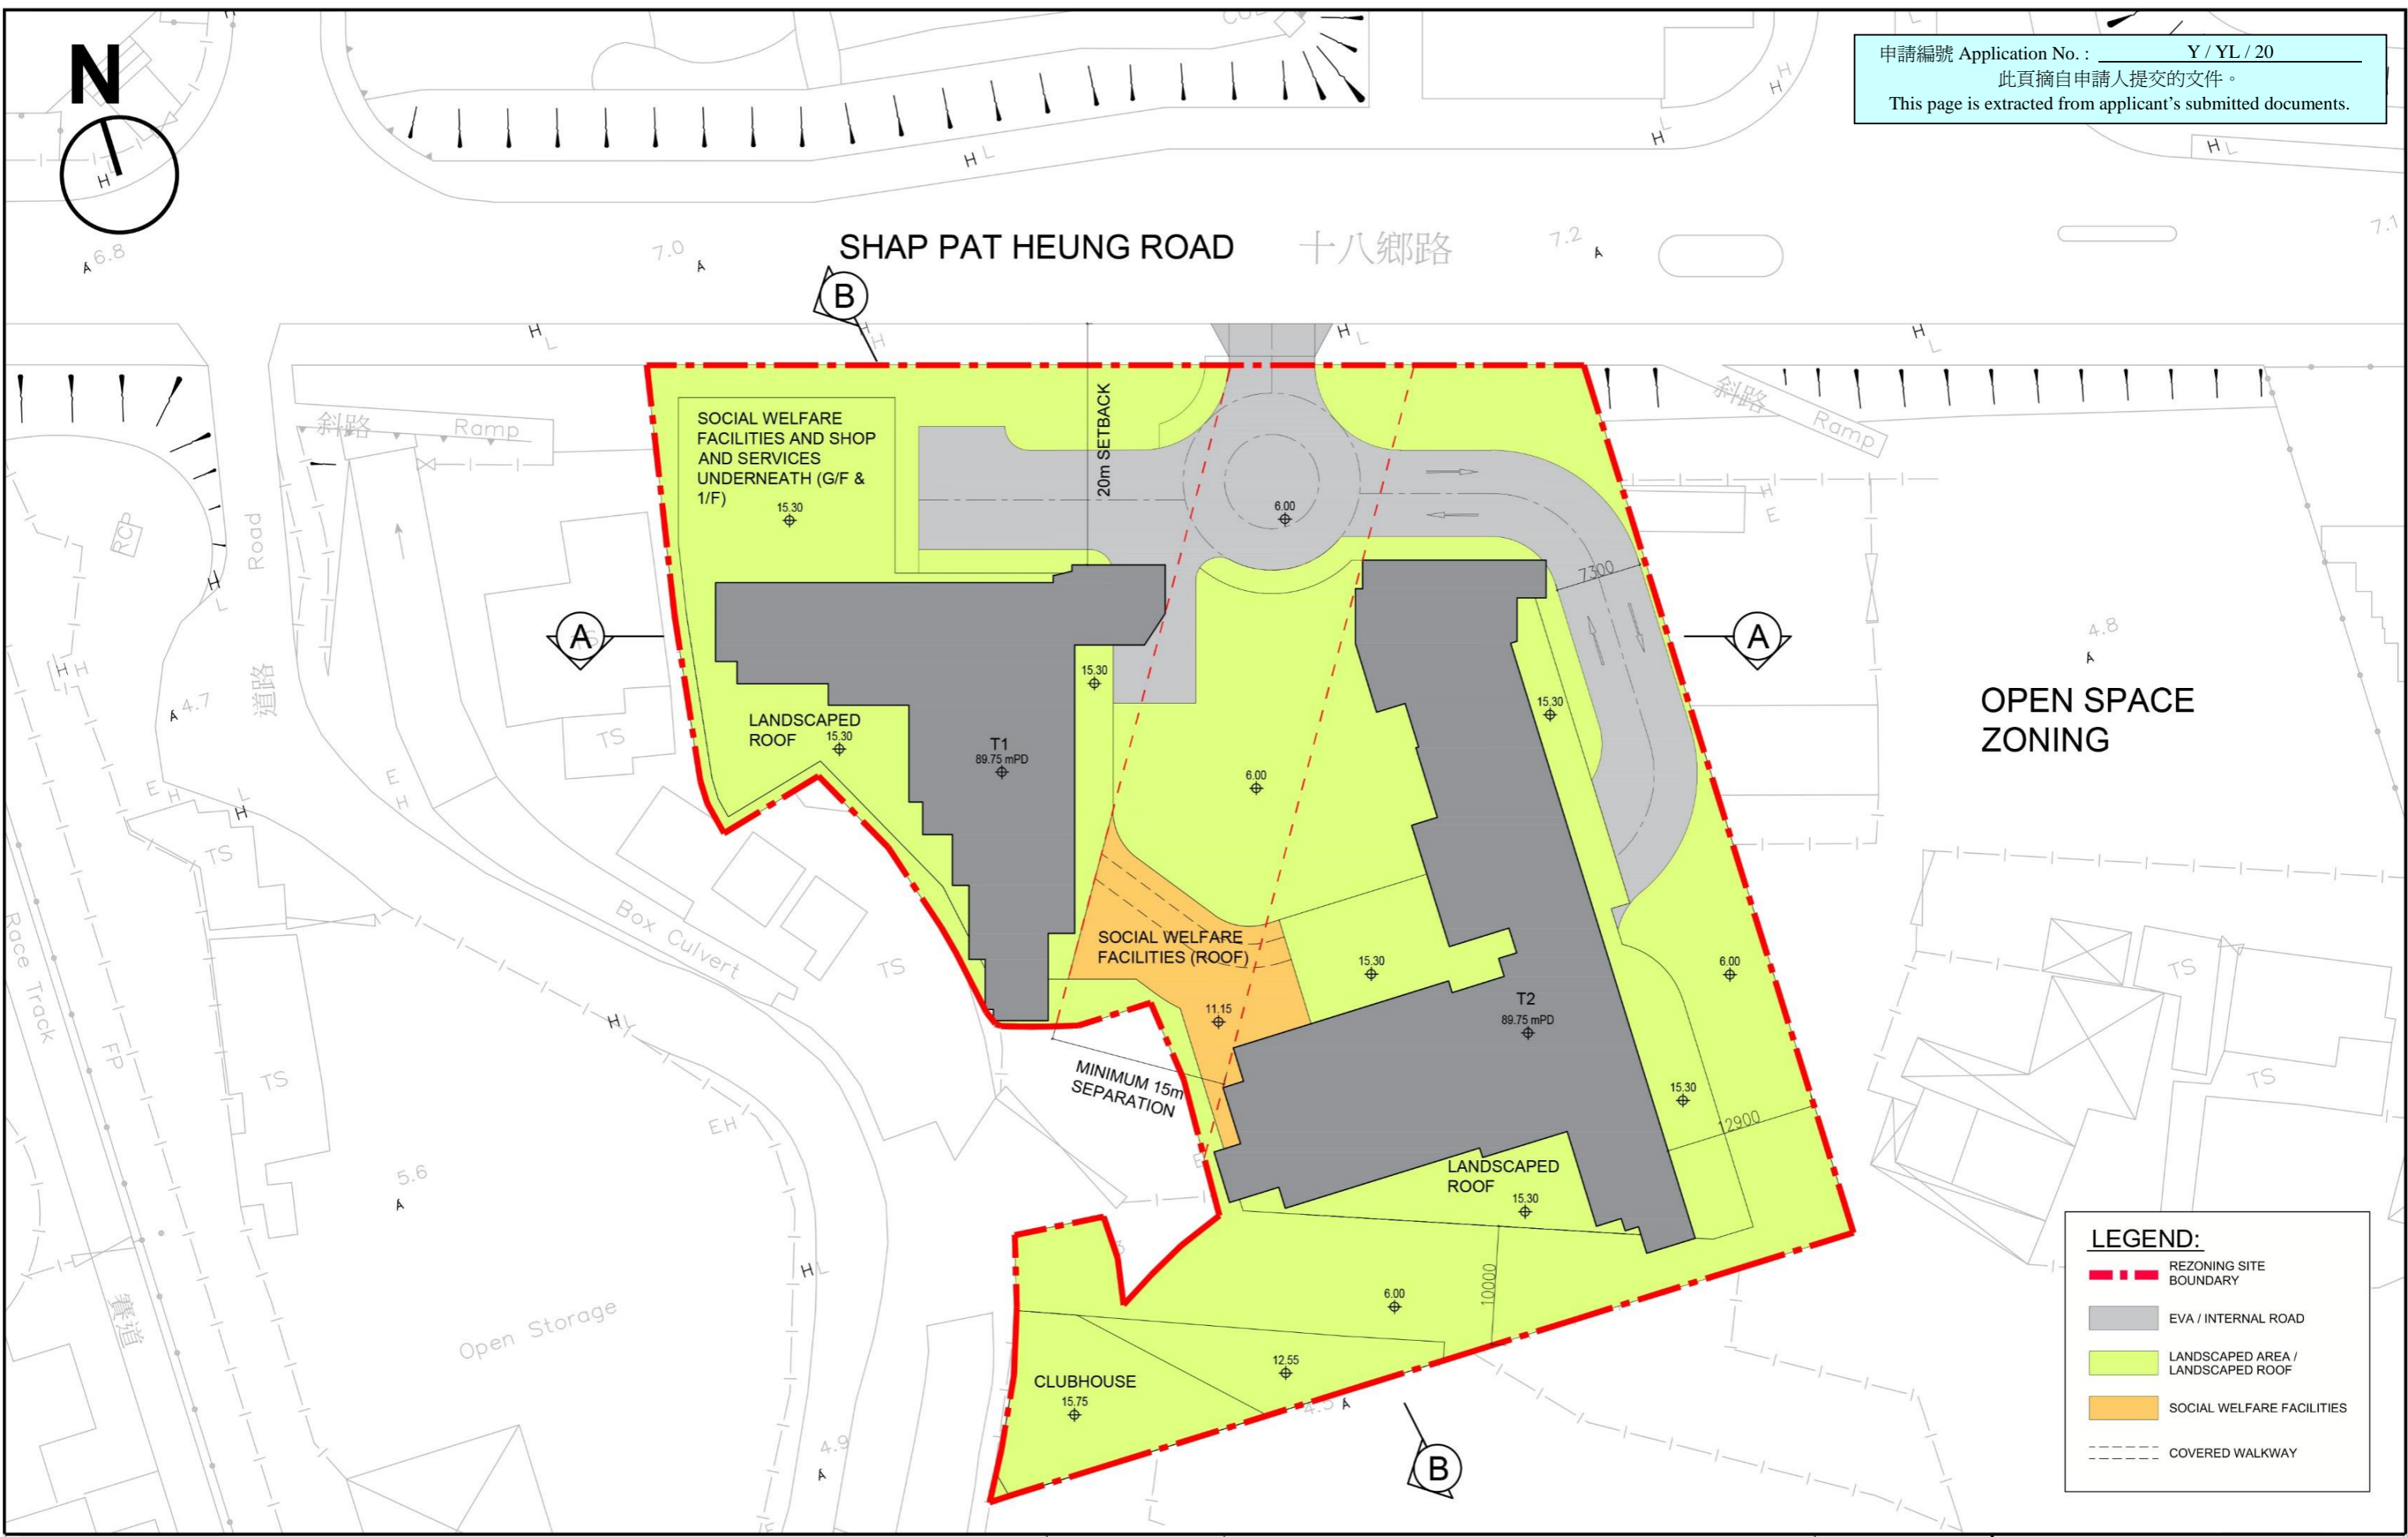 N
申請編號 Application No. : Y / YL / 20
此頁摘自申請人提交的文件。
This page is extracted from applicant's submitted documents.
6.8
7.0
SHAP PAT HEUNG ROAD 十八鄉路
7.2
7.1
B
斜路 Ramp
斜路 Ramp
SOCIAL WELFARE
FACILITIES AND SHOP
AND SERVICES
UNDERNEATH (G/F &
1/F)
15.30
20m SETBACK
6.00
RCP
Road
道路
7300
A
A
TS
4.8
4.7
OPEN SPACE
ZONING
15.30
15.30
LANDSCAPED
ROOF
15.30
T1
89.75 mPD
6.00
TS
TS
Box Culvert
TS
SOCIAL WELFARE
FACILITIES (ROOF)
15.30
6.00
TS
11.15
T2
89.75 mPD
Race Track
賽道
FP
TS
MINIMUM 15m
SEPARATION
15.30
12900
TS
EH
5.6
LANDSCAPED
ROOF
15.30
10000
6.00
Open Storage
12.55
CLUBHOUSE
15.75
4.5
4.9
B
LEGEND:
REZONING SITE
BOUNDARY
EVA / INTERNAL ROAD
LANDSCAPED AREA /
LANDSCAPED ROOF
SOCIAL WELFARE FACILITIES
COVERED WALKWAY